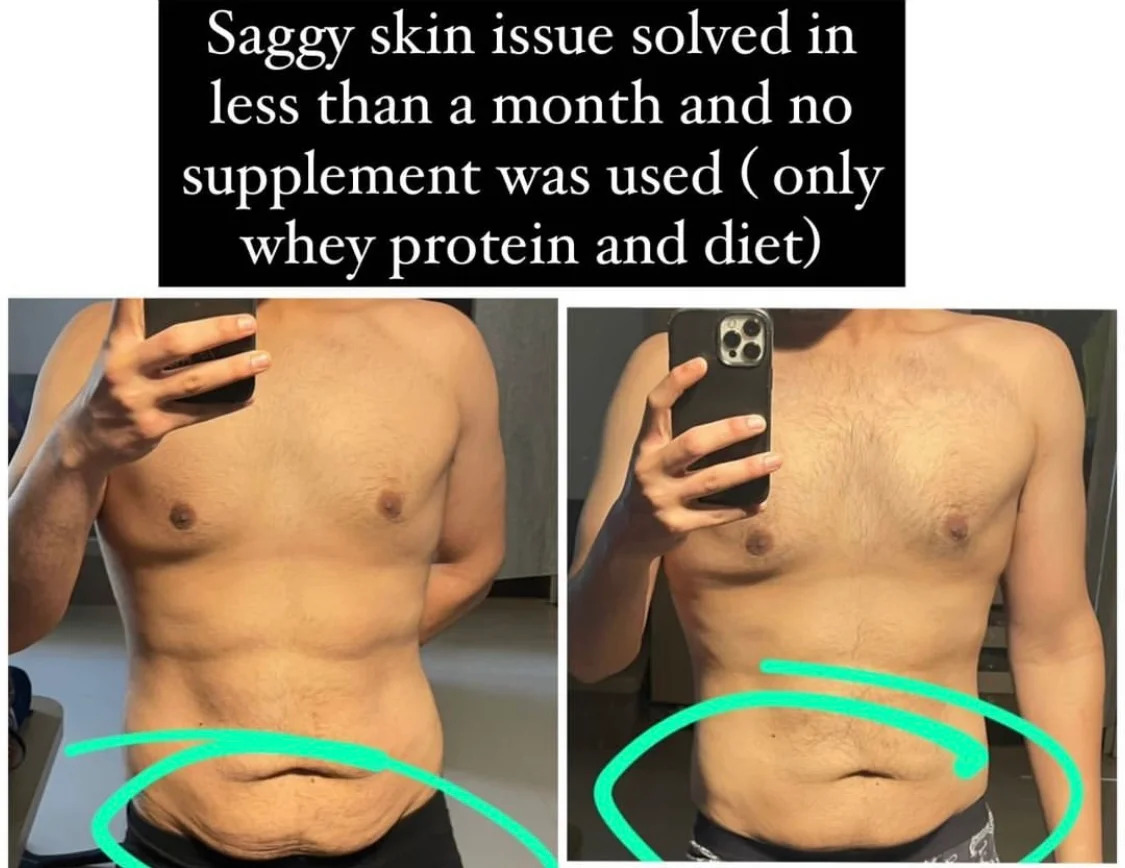 Saggy skin issue solved in
less than a month and no
supplement was used ( only
whey protein and diet)